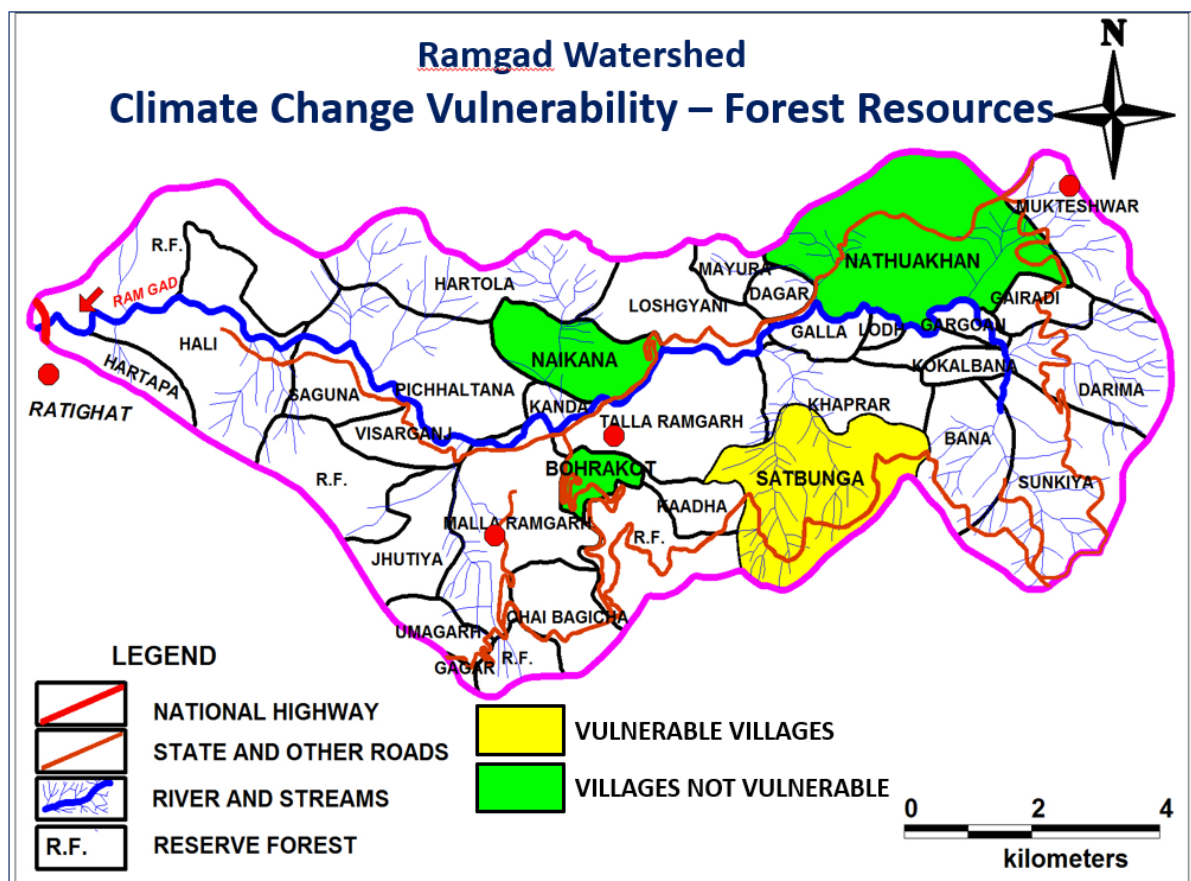 Ramgad Watershed
Climate Change Vulnerability – Forest Resources
N
MUKTESHWAR
R.F.
NATHUAKHAN
MAYURA
HARTOLA
DAGAR
RAM GAD
GAIRADI
LOSHGYANI
GALLA
LODH
GARGOAN
HALI
NAIKANA
HARTAPA
KOKALBANA
SAGUNA
PICHHALTANA
DARIMA
RATIGHAT
KANDA
KHAPRAR
TALLA RAMGARH
VISARGANJ
BANA
BOHRAKOT
SATBUNGA
R.F.
SUNKIYA
KAADHA
MALLA RAMGARH
R.F.
JHUTIYA
CHAI BAGICHA
UMAGARH
R.F.
GAGAR
LEGEND
NATIONAL HIGHWAY
STATE AND OTHER ROADS
RIVER AND STREAMS
R.F.
RESERVE FOREST
VULNERABLE VILLAGES
VILLAGES NOT VULNERABLE
0 2 4
kilometers